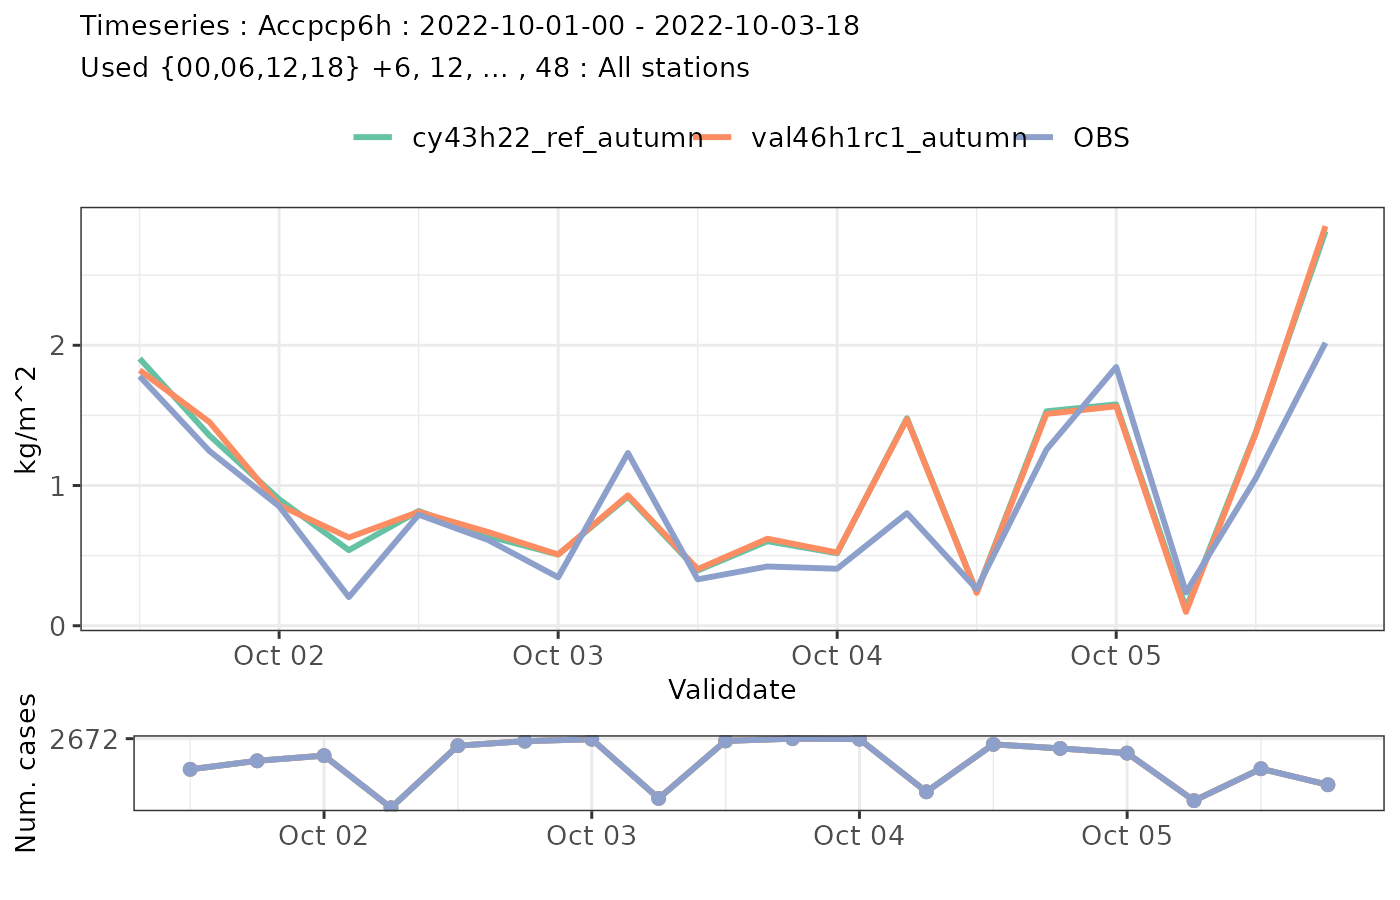 Timeseries : Accpcp6h : 2022-10-01-00 - 2022-10-03-18
Used {00,06,12,18} +6, 12, ... , 48 : All stations
cy43h22_ref_autumn val46h1rc1_autumn OBS
kg/m^2
2
1
0
Oct 02 Oct 03 Oct 04 Oct 05
Validdate
Num. cases
2672
Oct 02 Oct 03 Oct 04 Oct 05